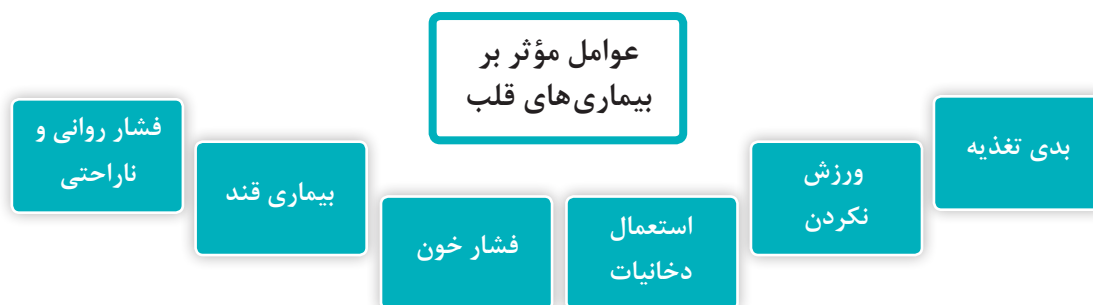 عوامل مؤثر بر
بیماری‌های قلب
بدی تغذیه
ورزش
نکردن
استعمال
دخانیات
فشار خون
بیماری قند
فشار روانی و
ناراحتی